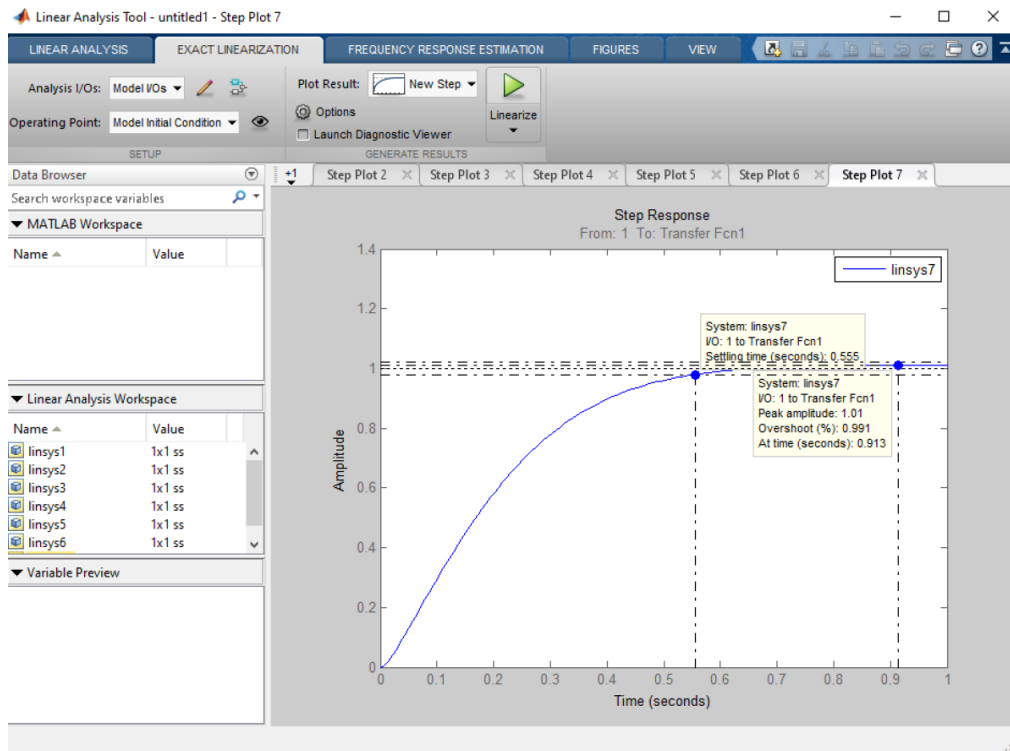 Linear Analysis Tool - untitled1 - Step Plot 7
LINEAR ANALYSIS EXACT LINEARIZATION FREQUENCY RESPONSE ESTIMATION FIGURES VIEW
Analysis I/Os: Model I/Os
Operating Point: Model Initial Condition
SETUP
Plot Result: New Step
Options
Launch Diagnostic Viewer
Linearize
GENERATE RESULTS
Data Browser
Search workspace variables
MATLAB Workspace
Name Value
Linear Analysis Workspace
Name Value
linsys1 1x1 ss
linsys2 1x1 ss
linsys3 1x1 ss
linsys4 1x1 ss
linsys5 1x1 ss
linsys6 1x1 ss
Variable Preview
+1 Step Plot 2 Step Plot 3 Step Plot 4 Step Plot 5 Step Plot 6 Step Plot 7
Step Response
From: 1 To: Transfer Fcn1
linsys7
System: linsys7
I/O: 1 to Transfer Fcn1
Settling time (seconds): 0.555
System: linsys7
I/O: 1 to Transfer Fcn1
Peak amplitude: 1.01
Overshoot (%): 0.991
At time (seconds): 0.913
Amplitude
1.4
1.2
1
0.8
0.6
0.4
0.2
0
0 0.1 0.2 0.3 0.4 0.5 0.6 0.7 0.8 0.9 1
Time (seconds)